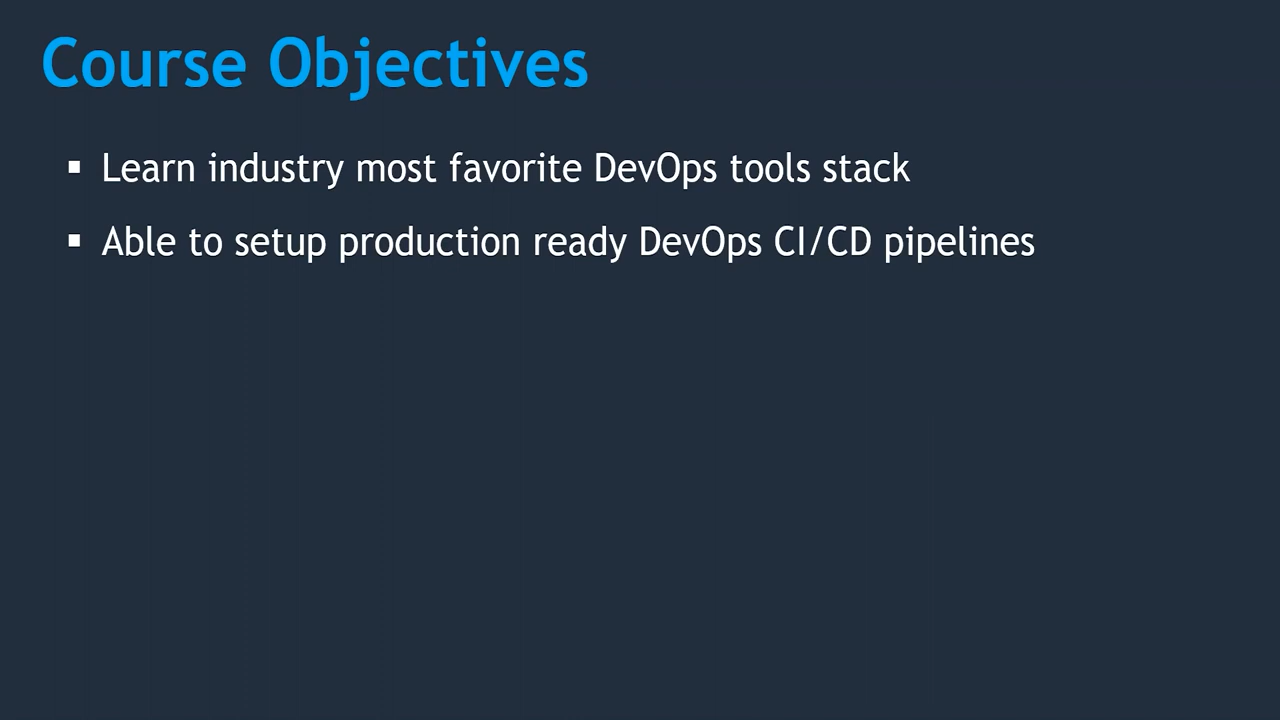 Course Objectives
▪ Learn industry most favorite DevOps tools stack
▪ Able to setup production ready DevOps CI/CD pipelines